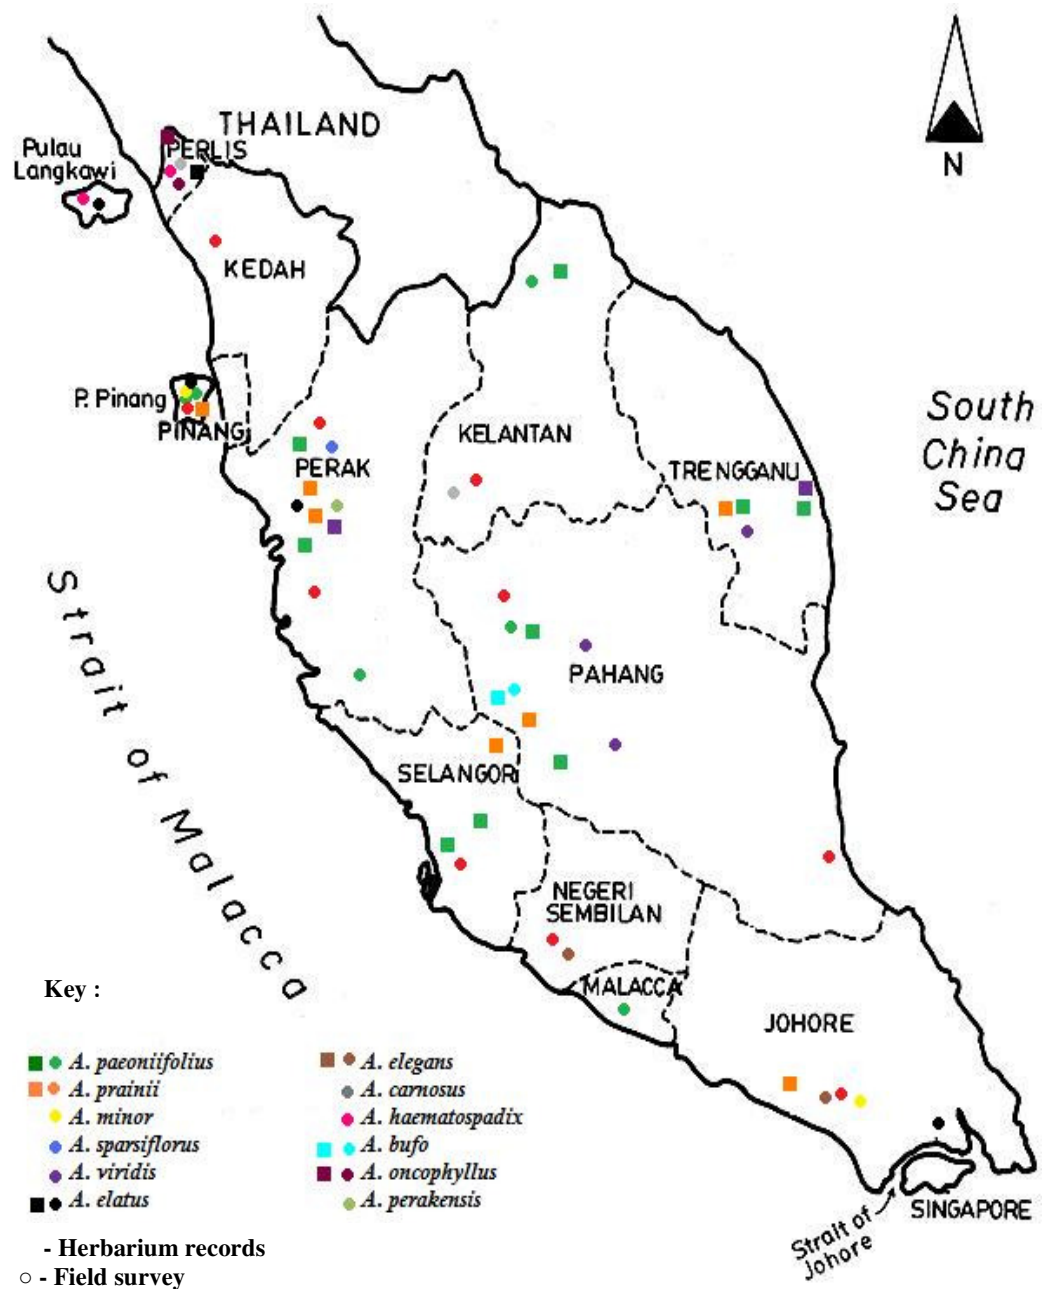 THAILAND
N
Pulau
Langkawi
PERLIS
KEDAH
P. Pinang
PINANG
PERAK
KELANTAN
TRENGGANU
South
China
Sea
Strait of Malacca
PAHANG
SELANGOR
NEGERI
SEMBILAN
MALACCA
JOHORE
SINGAPORE
Strait of
Johore
Key :
A. paeoniifolius
A. prainii
A. minor
A. sparsiflorus
A. viridis
A. elatus
A. elegans
A. carnosus
A. haematospadix
A. bufo
A. oncophyllus
A. perakensis
- Herbarium records
○ - Field survey